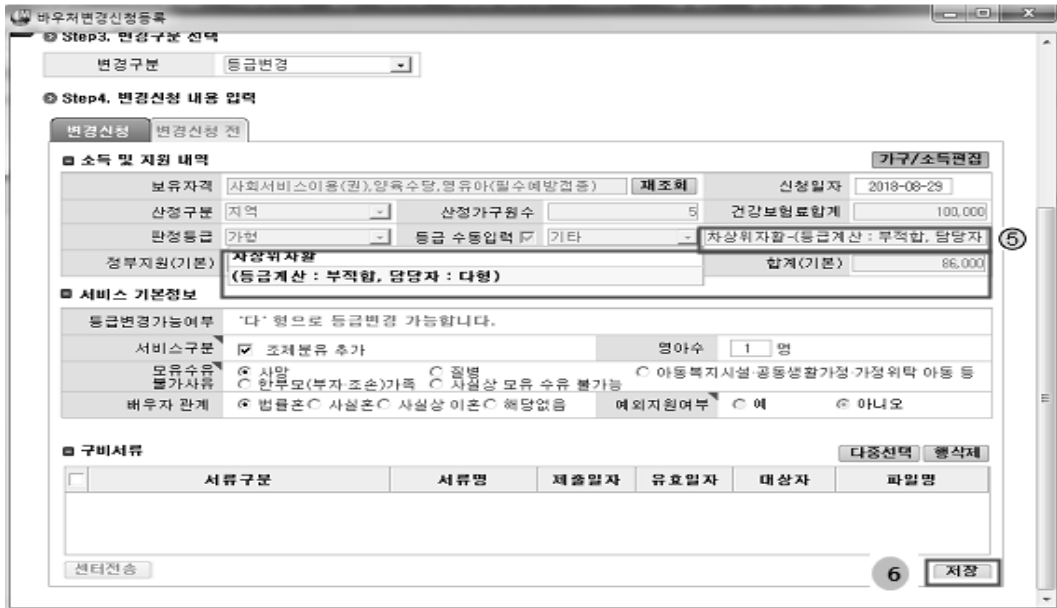 바우처변경신청등록
Step3. 변경구분 선택
변경구분 등급변경
Step4. 변경신청 내용 입력
변경신청 변경신청 전
소득 및 지원 내역 가구/소득편집
보유자격 사회서비스이용(권),양육수당,영유아(필수예방접종) 재조회 신청일자 2018-08-29
산정구분 지역 산정가구원수 5 건강보험료합계 100,000
판정등급 가형 등급 수동입력 기타 차상위자활-(등급계산 : 부적합, 담당자 ⑤
정부지원(기본) 차상위자활 합계(기본) 86,000
(등급계산 : 부적합, 담당자 : 다형)
서비스 기본정보
등급변경가능여부 "다" 형으로 등급변경 가능합니다.
서비스구분 조제분유 추가 영아수 1 명
모유수유 불가사유 사망 질병 아동복지시설·공동생활가정·가정위탁 아동 등
한부모(부자·조손)가족 사실상 모유 수유 불가능
배우자 관계 법률혼 사실혼 사실상 이혼 해당없음 예외지원여부 예 아니오
구비서류 다중선택 행삭제
서류구분 서류명 제출일자 유효일자 대상자 파일명
센터전송 6 저장